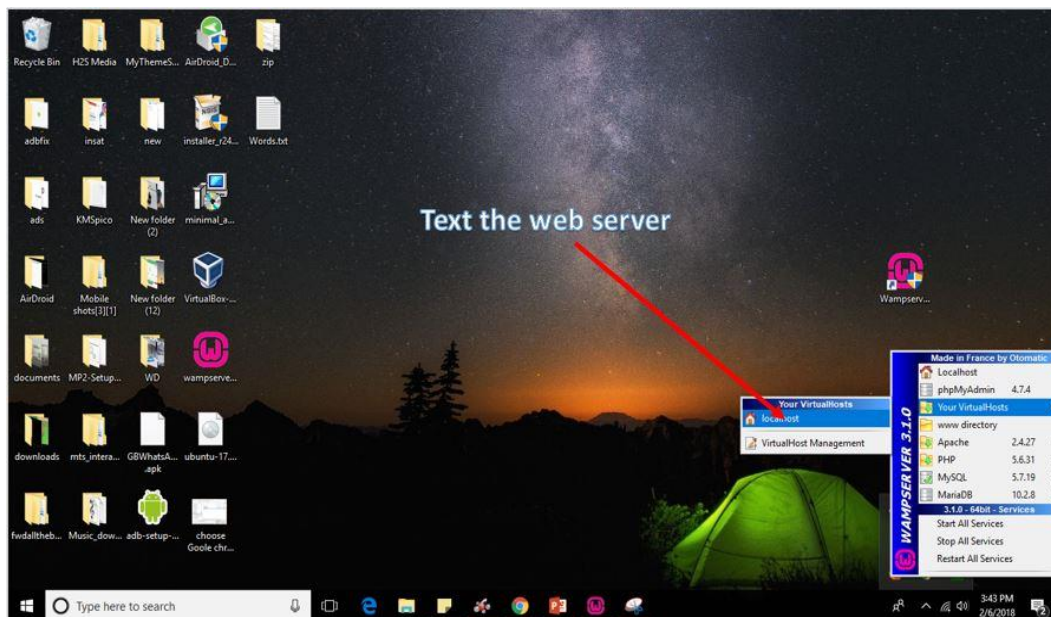 Recycle Bin
H2S Media
MyThemeS...
AirDroid_D...
zip
adbfix
insat
new
installer_r24...
Words.txt
ads
KMSpico
New folder
(2)
minimal_a...
Text the web server
AirDroid
Mobile
shots[3][1]
New folder
(12)
VirtualBox-...
Wampserv...
documents
MP2-Setup...
WD
wampserve...
downloads
mts_intera...
GBWhatsA...
.apk
ubuntu-17....
fwdalltheb...
Music_dow...
adb-setup-...
choose
Goole chr...
Your VirtualHosts
localhost
VirtualHost Management
WAMPSERVER 3.1.0
Made in France by Otomatic
Localhost
phpMyAdmin 4.7.4
Your VirtualHosts
www directory
Apache 2.4.27
PHP 5.6.31
MySQL 5.7.19
MariaDB 10.2.8
3.1.0 - 64bit - Services
Start All Services
Stop All Services
Restart All Services
Type here to search
3:43 PM
2/6/2018
2